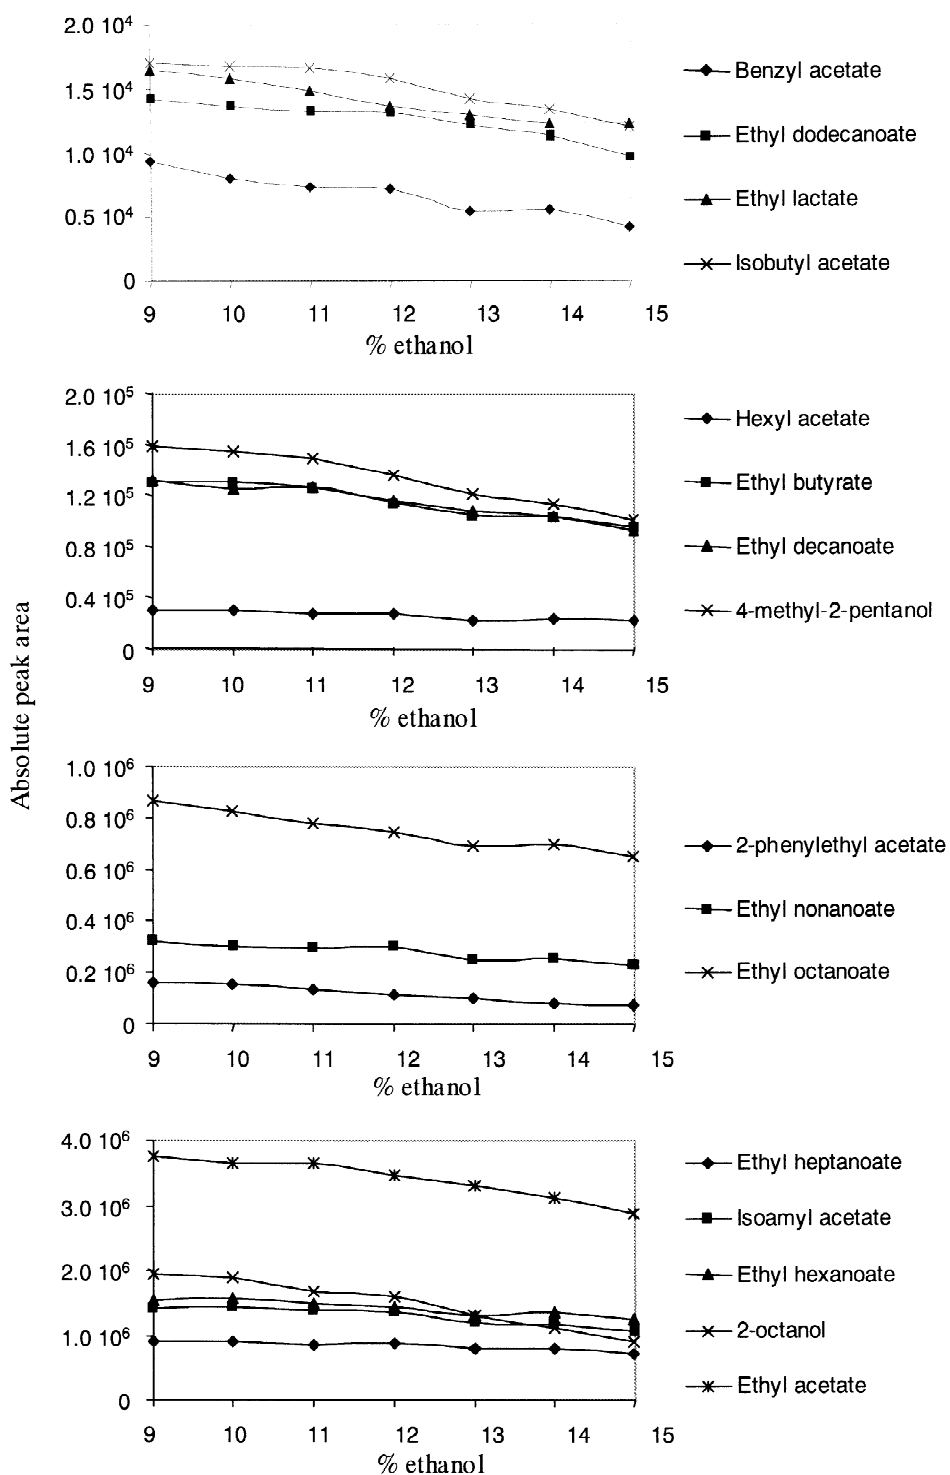 2.0 10⁴
1.5 10⁴
1.0 10⁴
0.5 10⁴
0
9 10 11 12 13 14 15
% ethanol
Benzyl acetate
Ethyl dodecanoate
Ethyl lactate
Isobutyl acetate
Absolute peak area
2.0 10⁵
1.6 10⁵
1.2 10⁵
0.8 10⁵
0.4 10⁵
0
9 10 11 12 13 14 15
% ethanol
Hexyl acetate
Ethyl butyrate
Ethyl decanoate
4-methyl-2-pentanol
1.0 10⁶
0.8 10⁶
0.6 10⁶
0.4 10⁶
0.2 10⁶
0
9 10 11 12 13 14 15
% ethanol
2-phenylethyl acetate
Ethyl nonanoate
Ethyl octanoate
4.0 10⁶
3.0 10⁶
2.0 10⁶
1.0 10⁶
0
9 10 11 12 13 14 15
% ethanol
Ethyl heptanoate
Isoamyl acetate
Ethyl hexanoate
2-octanol
Ethyl acetate